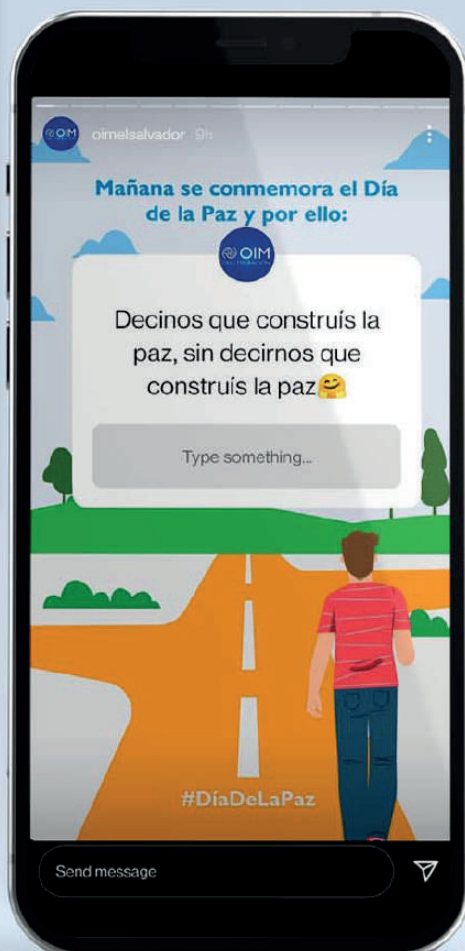 OIM
oimelsalvador 9h
Mañana se conmemora el Día
de la Paz y por ello:
OIM
Decinos que construís la
paz, sin decirnos que
construís la paz🤗
Type something...
#DíaDeLaPaz
Send message